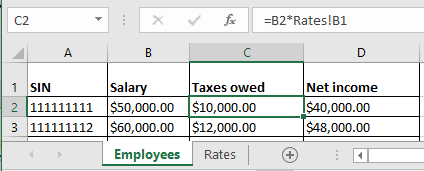 C2 fx =B2*Rates!B1
A B C D
1 SIN Salary Taxes owed Net income
2 111111111 $50,000.00 $10,000.00 $40,000.00
3 111111112 $60,000.00 $12,000.00 $48,000.00
Employees Rates